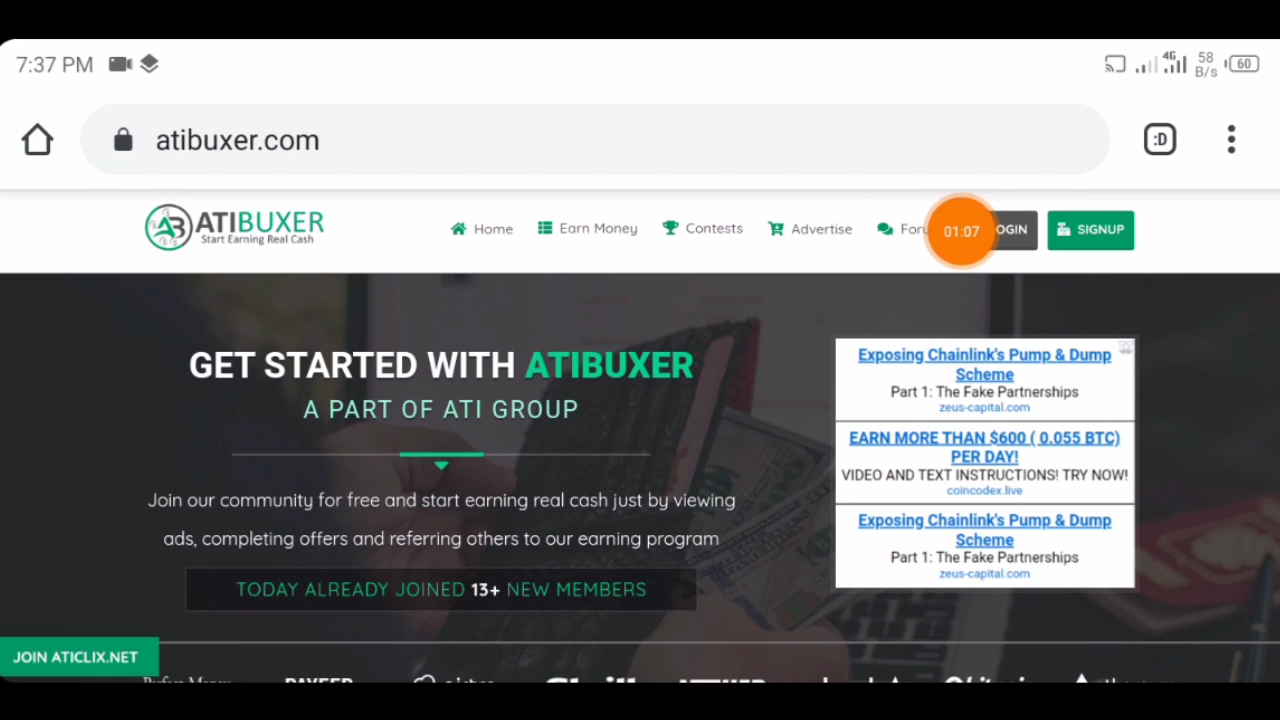 7:37 PM
4G
58
B/s
60
atibuxer.com
:D
AB ATIBUXER
Start Earning Real Cash
Home
Earn Money
Contests
Advertise
01:07
SIGNUP
GET STARTED WITH ATIBUXER
A PART OF ATI GROUP
Join our community for free and start earning real cash just by viewing
ads, completing offers and referring others to our earning program
TODAY ALREADY JOINED 13+ NEW MEMBERS
Exposing Chainlink's Pump & Dump
Scheme
Part 1: The Fake Partnerships
zeus-capital.com
EARN MORE THAN $600 ( 0.055 BTC)
PER DAY!
VIDEO AND TEXT INSTRUCTIONS! TRY NOW!
coincodex.live
Exposing Chainlink's Pump & Dump
Scheme
Part 1: The Fake Partnerships
zeus-capital.com
JOIN ATICLIX.NET